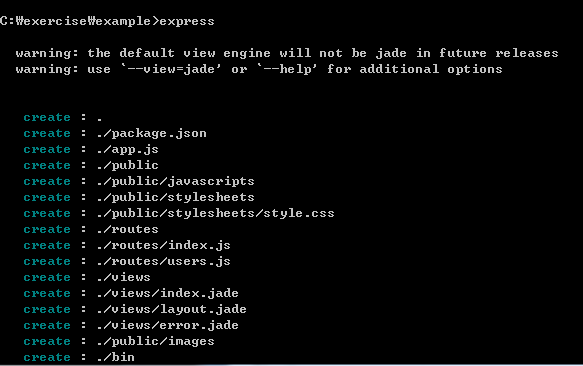 C:₩exercise₩example>express
warning: the default view engine will not be jade in future releases
warning: use `--view=jade' or `--help' for additional options
create : .
create : ./package.json
create : ./app.js
create : ./public
create : ./public/javascripts
create : ./public/stylesheets
create : ./public/stylesheets/style.css
create : ./routes
create : ./routes/index.js
create : ./routes/users.js
create : ./views
create : ./views/index.jade
create : ./views/layout.jade
create : ./views/error.jade
create : ./public/images
create : ./bin